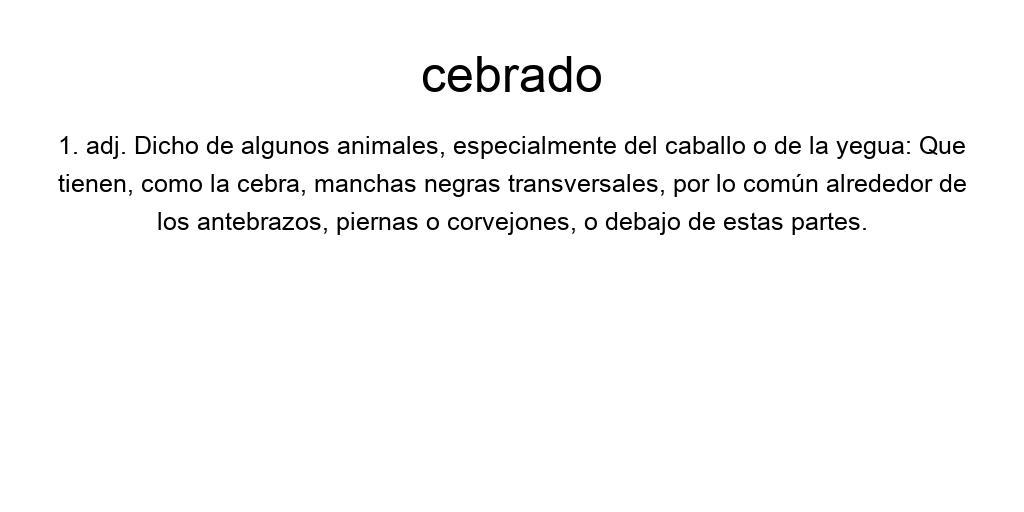 cebrado
1. adj. Dicho de algunos animales, especialmente del caballo o de la yegua: Que
tienen, como la cebra, manchas negras transversales, por lo común alrededor de
los antebrazos, piernas o corvejones, o debajo de estas partes.